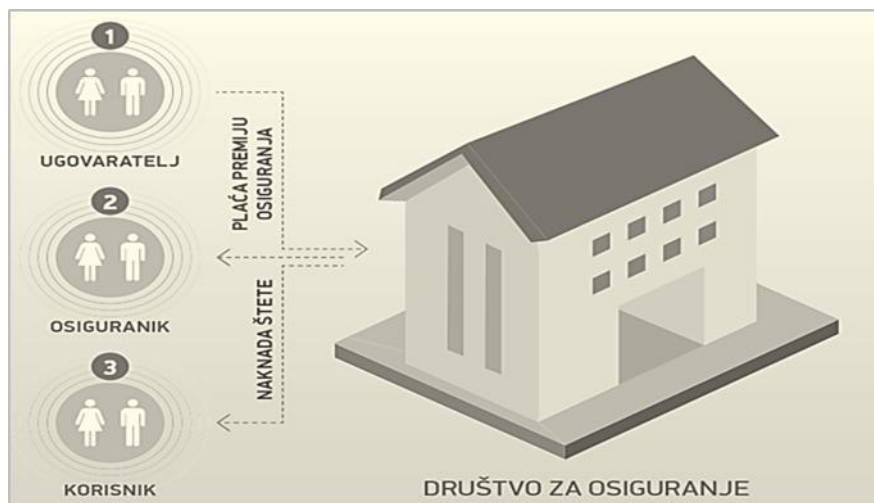 1
UGOVARATELJ
2
OSIGURANIK
3
KORISNIK
PLAĆA PREMIJU
OSIGURANJA
NAKNADA ŠTETE
DRUŠTVO ZA OSIGURANJE